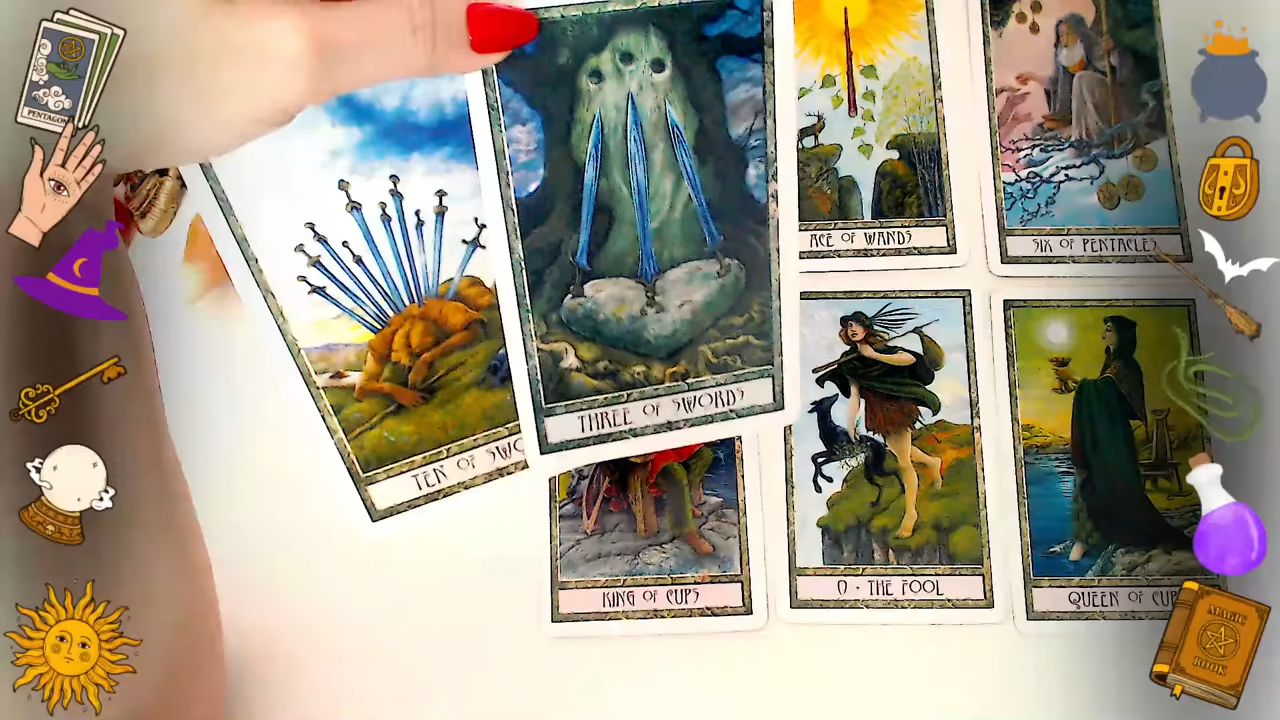 PENTAGON
THREE OF SWORDS
ACE OF WANDS
SIX OF PENTACLES
TEN OF SWO
KING OF CUPS
0 · THE FOOL
QUEEN OF CUP
MAGIC
BOOK